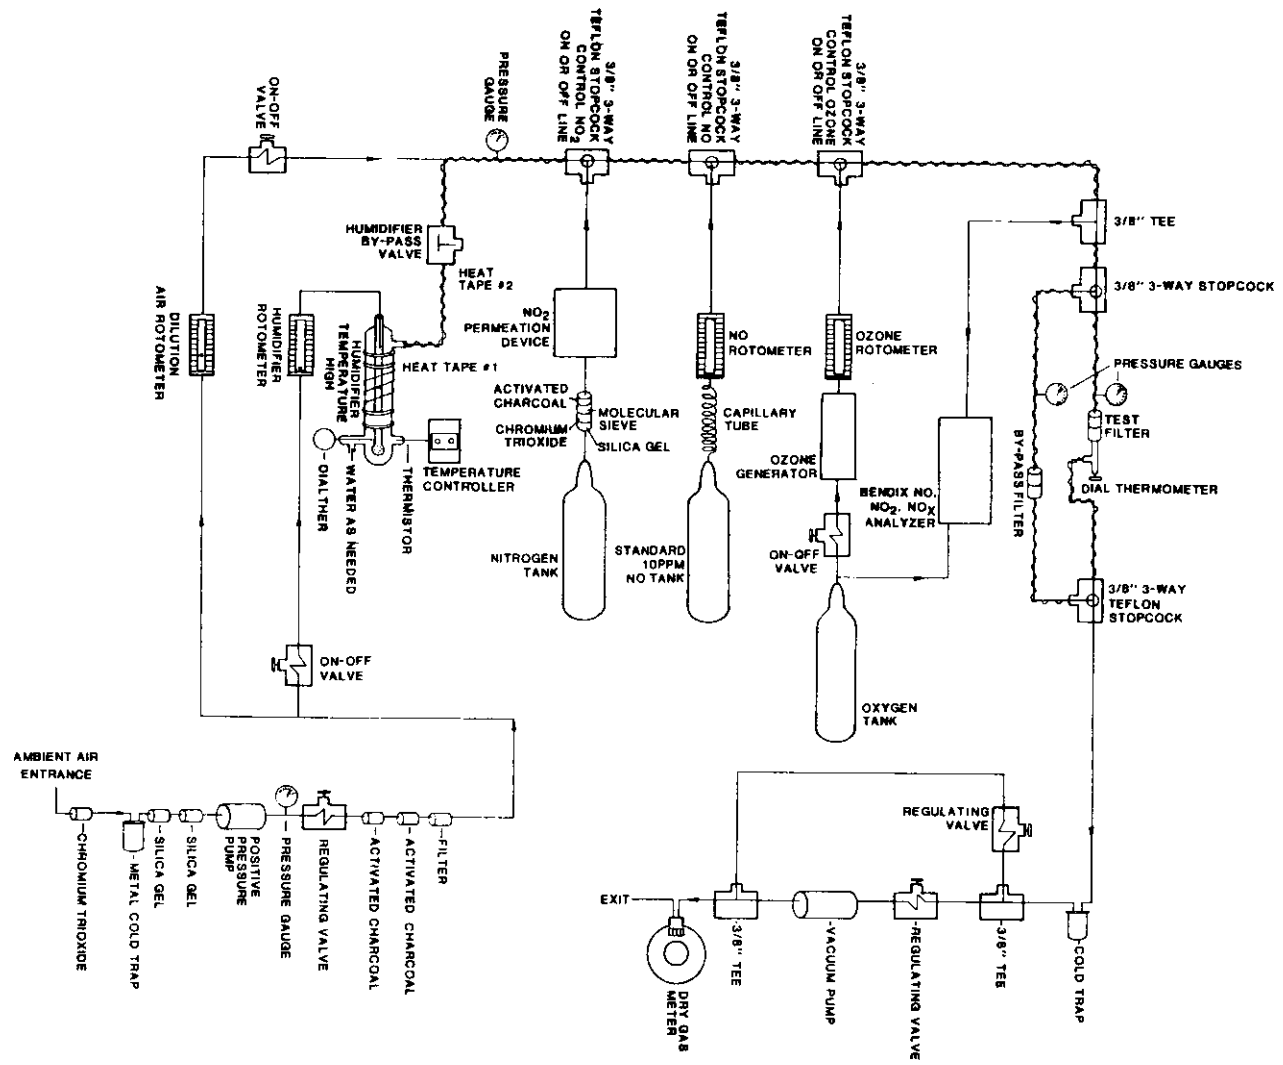 3/8" 3-WAY
TEFLON STOPCOCK
CONTROL NO2
ON OR OFF LINE
3/8" 3-WAY
TEFLON STOPCOCK
CONTROL NO
ON OR OFF LINE
3/8" 3-WAY
TEFLON STOPCOCK
CONTROL OZONE
ON OR OFF LINE
PRESSURE
GAUGE
ON-OFF
VALVE
HUMIDIFIER
BY-PASS
VALVE
HEAT
TAPE #2
3/8" TEE
3/8" 3-WAY STOPCOCK
DILUTION
AIR ROTOMETER
HUMIDIFIER
ROTOMETER
HUMIDIFIER
TEMPERATURE
HIGH
HEAT TAPE #1
NO2
PERMEATION
DEVICE
NO
ROTOMETER
OZONE
ROTOMETER
PRESSURE GAUGES
ACTIVATED
CHARCOAL
MOLECULAR
SIEVE
CHROMIUM
TRIOXIDE
SILICA GEL
CAPILLARY
TUBE
OZONE
GENERATOR
TEST
FILTER
BY-PASS FILTER
DIAL THERMOMETER
DIALTHER
WATER AS NEEDED
THERMISTOR
TEMPERATURE
CONTROLLER
BENDIX NO,
NO2, NOX
ANALYZER
NITROGEN
TANK
STANDARD
10PPM
NO TANK
ON-OFF
VALVE
3/8" 3-WAY
TEFLON
STOPCOCK
ON-OFF
VALVE
OXYGEN
TANK
AMBIENT AIR
ENTRANCE
REGULATING
VALVE
CHROMIUM TRIOXIDE
METAL COLD TRAP
SILICA GEL
SILICA GEL
POSITIVE
PRESSURE
PUMP
PRESSURE GAUGE
REGULATING VALVE
ACTIVATED CHARCOAL
ACTIVATED CHARCOAL
FILTER
EXIT
DRY GAS
METER
3/8" TEE
VACUUM PUMP
REGULATING VALVE
3/8" TEE
COLD TRAP